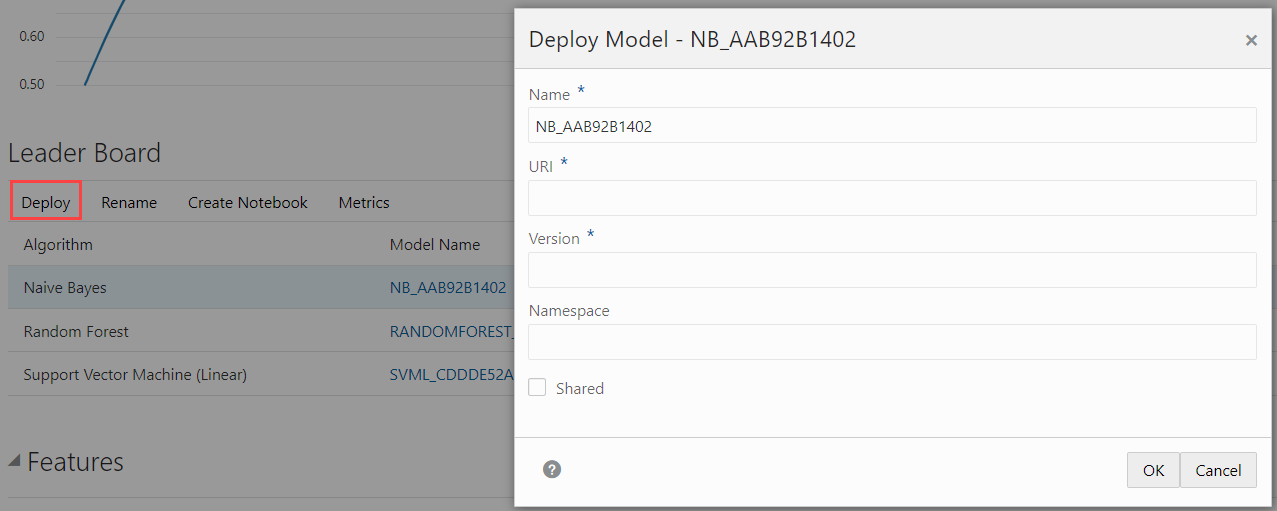 0.60
0.50
Leader Board
Deploy Rename Create Notebook Metrics
Algorithm Model Name
Naive Bayes NB_AAB92B1402
Random Forest RANDOMFOREST_
Support Vector Machine (Linear) SVML_CDDDE52A
Features
Deploy Model - NB_AAB92B1402 ×
Name *
NB_AAB92B1402
URI *
Version *
Namespace
Shared
? OK Cancel